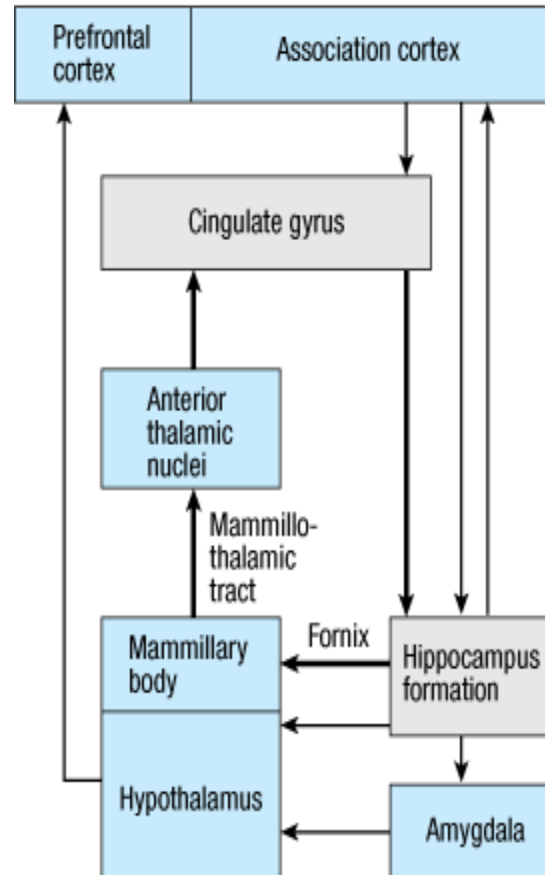 Prefrontal
cortex
Association cortex
Cingulate gyrus
Anterior
thalamic
nuclei
Mammillo-
thalamic
tract
Mammillary
body
Fornix
Hippocampus
formation
Hypothalamus
Amygdala